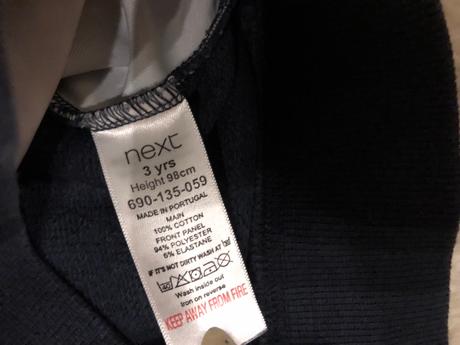 next
3 yrs
Height 98cm
690-135-059
MADE IN PORTUGAL
MAIN
100% COTTON
FRONT PANEL
94% POLYESTER
6% ELASTANE
IF IT'S NOT DIRTY WASH AT 30°
40
Wash inside out
Iron on reverse
KEEP AWAY FROM FIRE